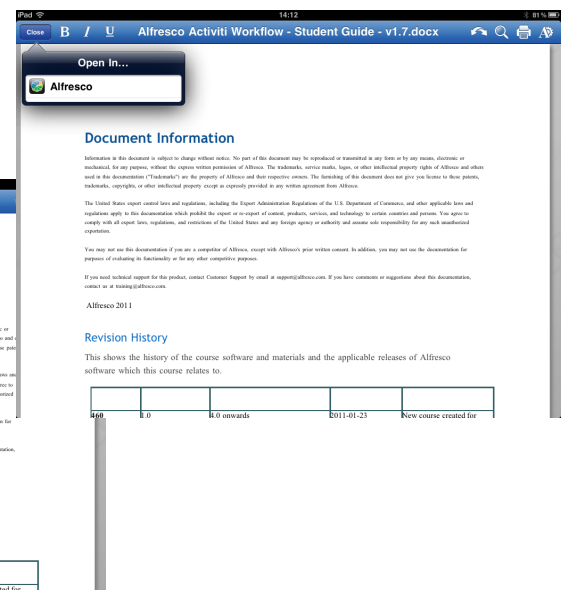 iPad 14:12 81%
Close B I U Alfresco Activiti Workflow - Student Guide - v1.7.docx
Open In...
Alfresco
Document Information
Information in this document is subject to change without notice. No part of this document may be reproduced or transmitted in any form or by any means, electronic or
mechanical, for any purpose, without the express written permission of Alfresco. The trademarks, service marks, logos, or other intellectual property rights of Alfresco and others
used in this documentation ("Trademarks") are the property of Alfresco and their respective owners. The furnishing of this document does not give you license to these patents,
trademarks, copyrights, or other intellectual property except as expressly provided in any written agreement from Alfresco.
The United States export control laws and regulations, including the Export Administration Regulations of the U.S. Department of Commerce, and other applicable laws and
regulations apply to this documentation which prohibit the export or re-export of content, products, services, and technology to certain countries and persons. You agree to
comply with all export laws, regulations, and restrictions of the United States and any foreign agency or authority and assume sole responsibility for any such unauthorized
exportation.
You may not use this documentation if you are a competitor of Alfresco, except with Alfresco's prior written consent. In addition, you may not use the documentation for
purposes of evaluating its functionality or for any other competitive purposes.
If you need technical support for this product, contact Customer Support by email at support@alfresco.com. If you have comments or suggestions about this documentation,
contact us at training@alfresco.com.
Alfresco 2011
Revision History
This shows the history of the course software and materials and the applicable releases of Alfresco
software which this course relates to.
460 1.0 4.0 onwards 2011-01-23 New course created for